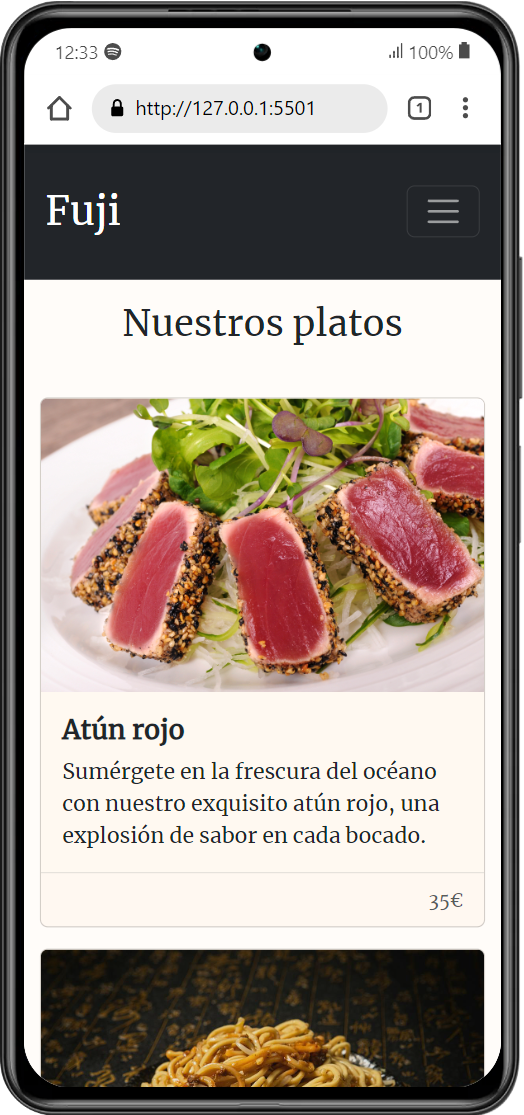 12:33
100%
http://127.0.0.1:5501
1
Fuji
Nuestros platos
Atún rojo
Sumérgete en la frescura del océano
con nuestro exquisito atún rojo, una
explosión de sabor en cada bocado.
35€